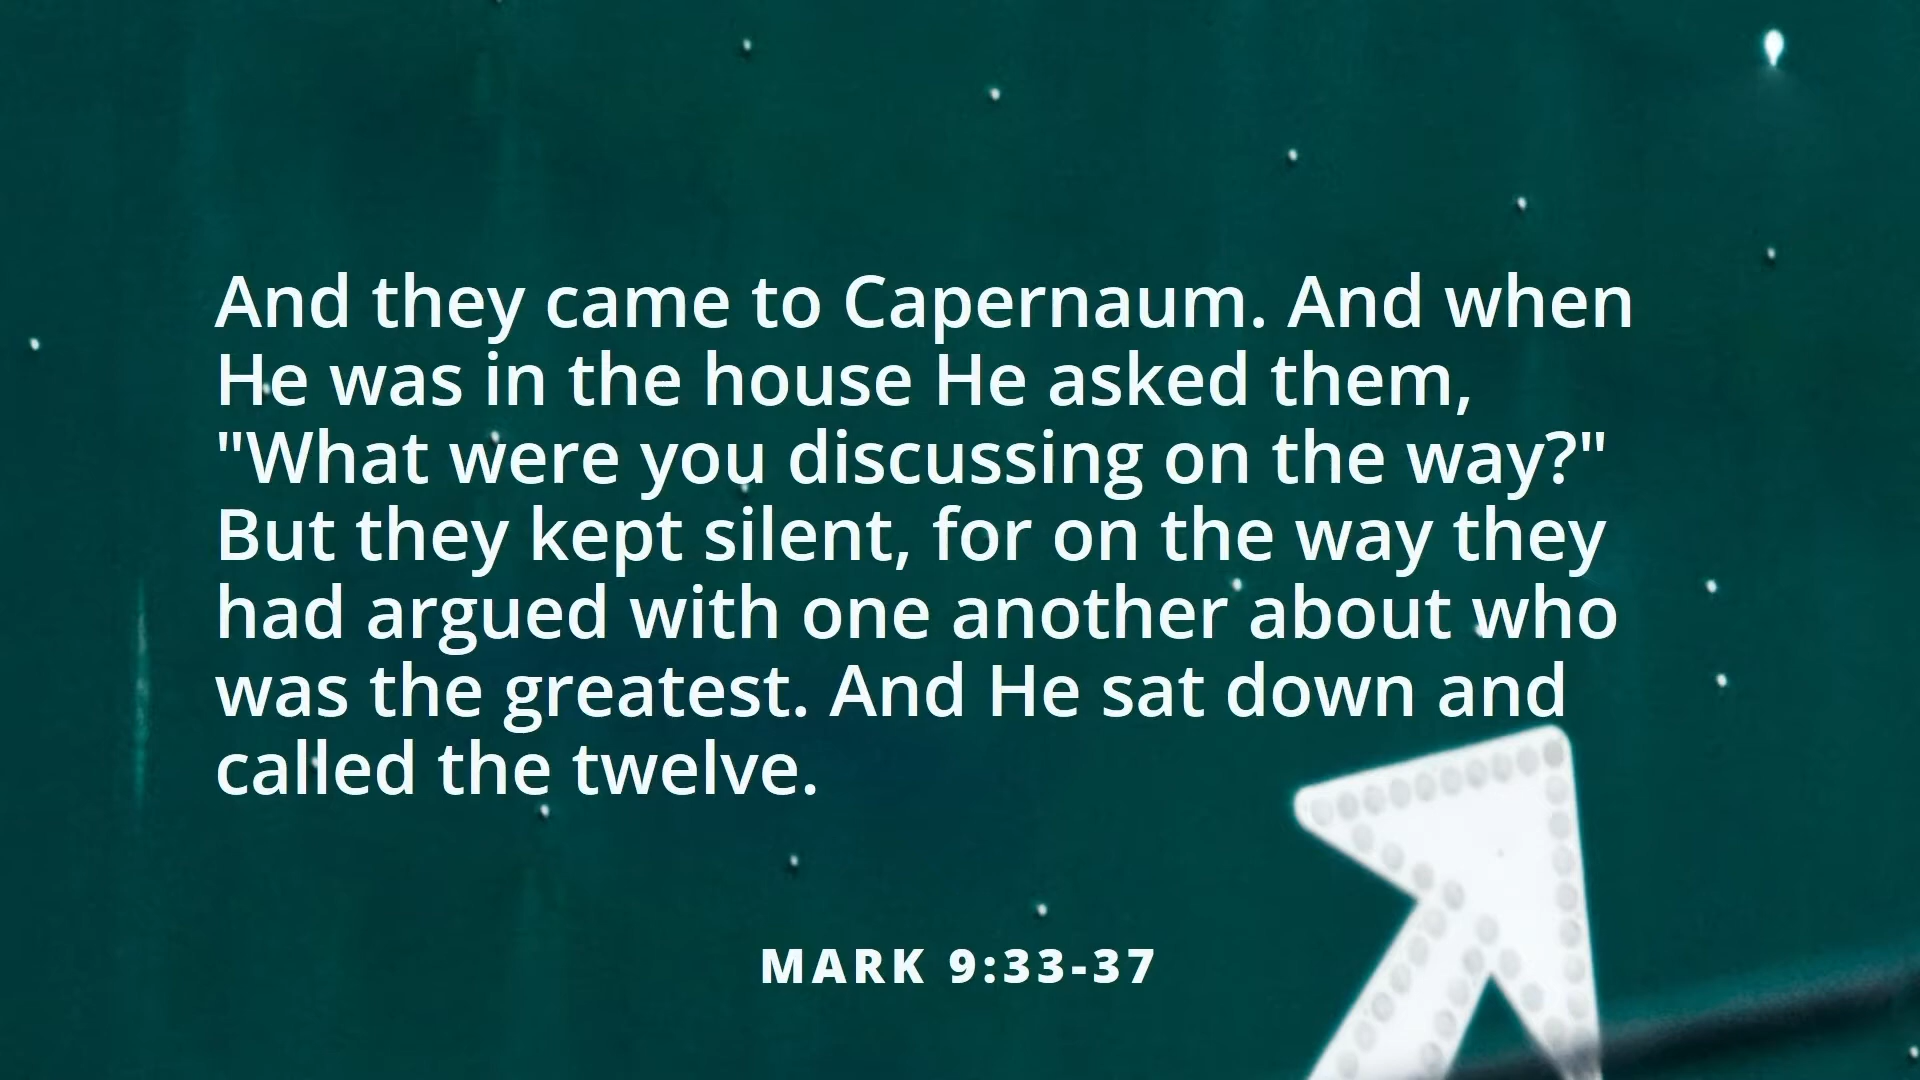 And they came to Capernaum. And when
He was in the house He asked them,
"What were you discussing on the way?"
But they kept silent, for on the way they
had argued with one another about who
was the greatest. And He sat down and
called the twelve.
MARK 9:33-37